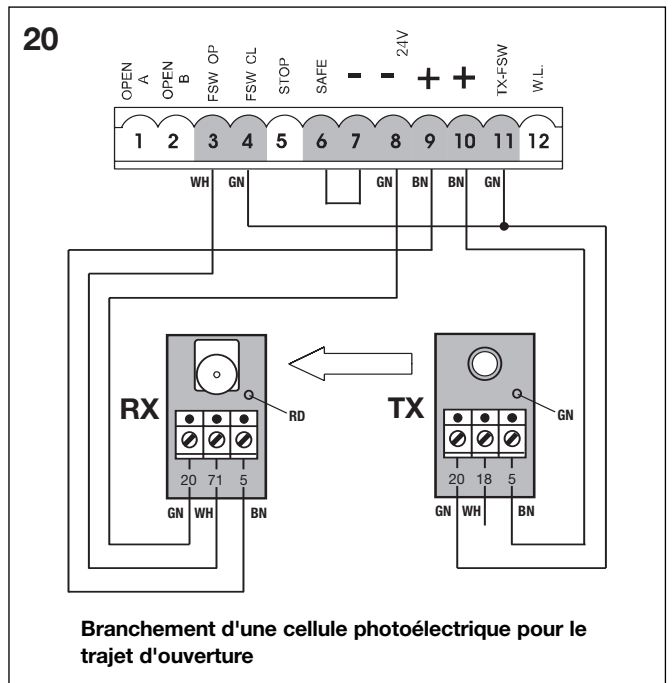 20
OPEN A
OPEN B
FSW OP
FSW CL
STOP
SAFE
-
-
24V
+
+
TX-FSW
W.L.
1 2 3 4 5 6 7 8 9 10 11 12
WH GN GN BN BN GN
RX
RD
TX
GN
20 71 5
20 18 5
GN WH BN
GN WH BN
Branchement d'une cellule photoélectrique pour le
trajet d'ouverture